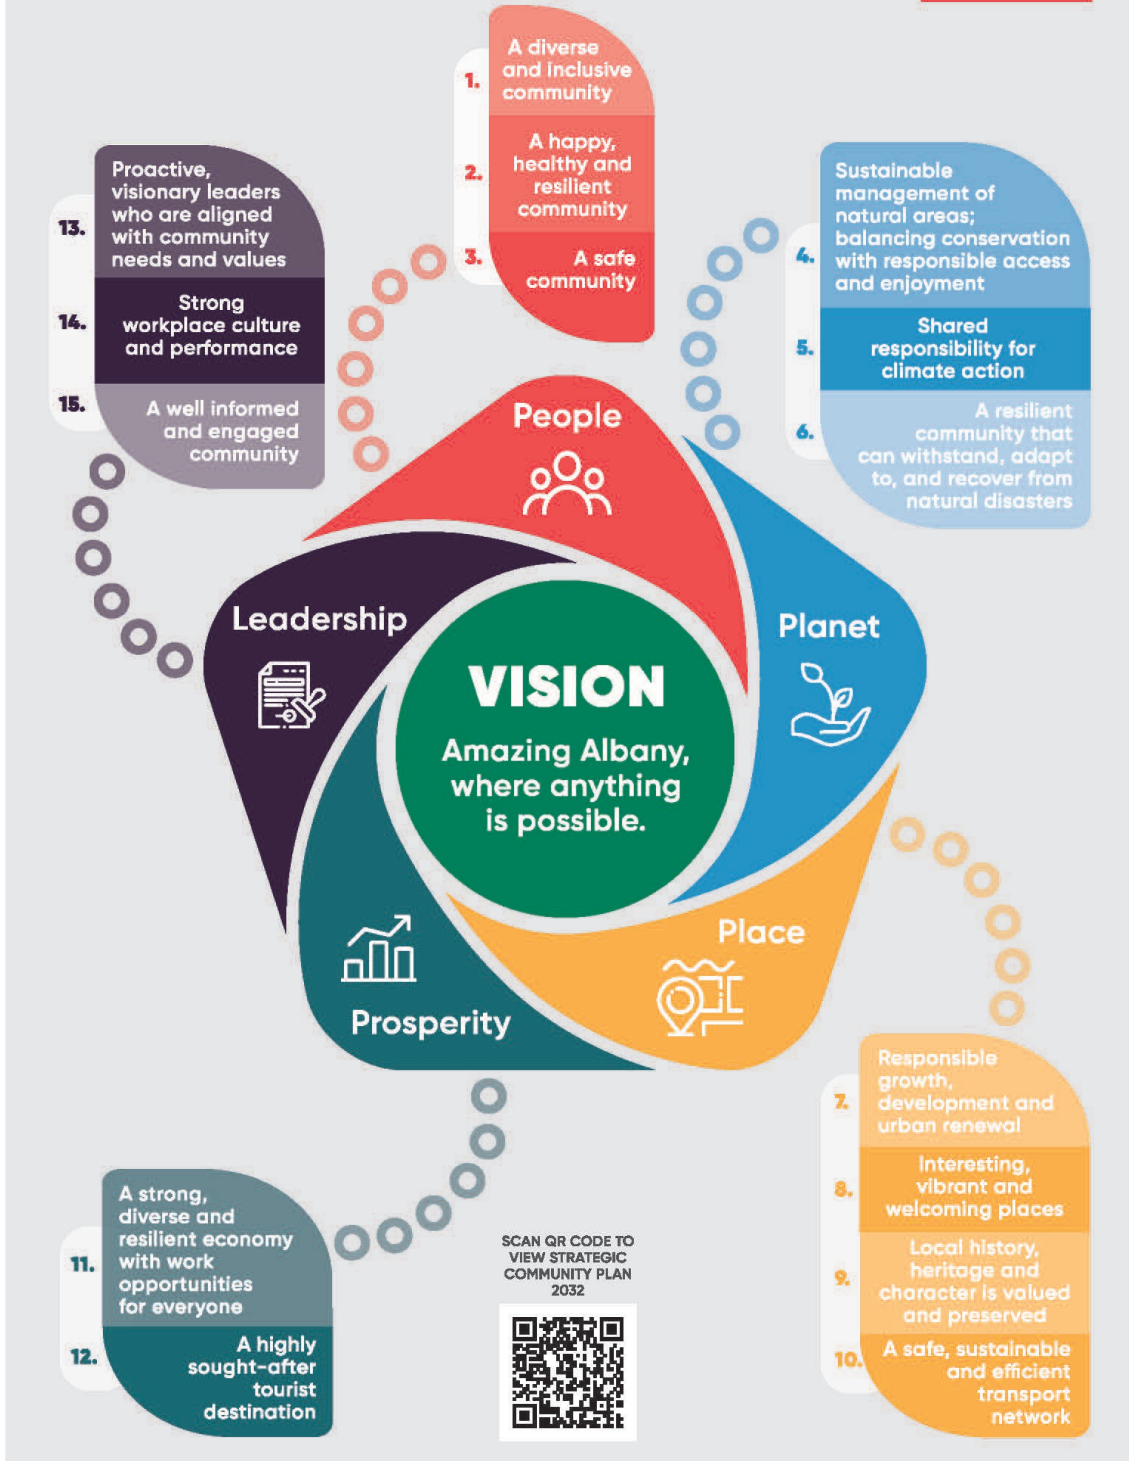 1.
A diverse
and inclusive
community
2.
A happy,
healthy and
resilient
community
3.
A safe
community
4.
Sustainable
management of
natural areas;
balancing conservation
with responsible access
and enjoyment
5.
Shared
responsibility for
climate action
6.
A resilient
community that
can withstand, adapt
to, and recover from
natural disasters
13.
Proactive,
visionary leaders
who are aligned
with community
needs and values
14.
Strong
workplace culture
and performance
15.
A well informed
and engaged
community
People
Leadership
Planet
VISION
Amazing Albany,
where anything
is possible.
Place
Prosperity
7.
Responsible
growth,
development and
urban renewal
8.
Interesting,
vibrant and
welcoming places
9.
Local history,
heritage and
character is valued
and preserved
10.
A safe, sustainable
and efficient
transport
network
11.
A strong,
diverse and
resilient economy
with work
opportunities
for everyone
12.
A highly
sought-after
tourist
destination
SCAN QR CODE TO
VIEW STRATEGIC
COMMUNITY PLAN
2032